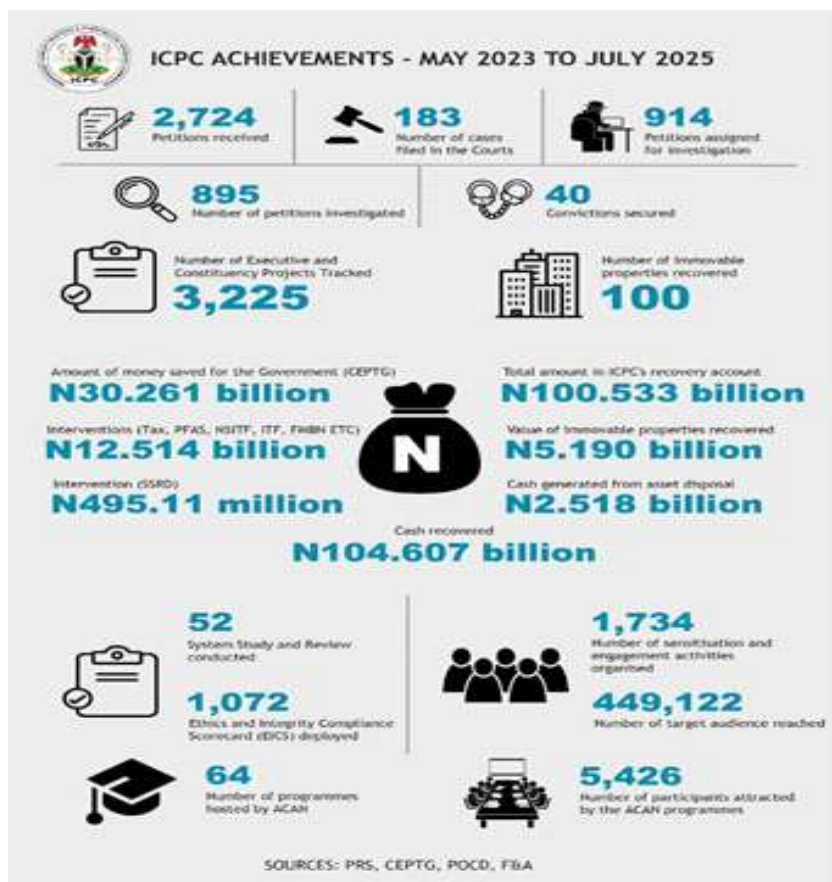 ICPC
ICPC ACHIEVEMENTS - MAY 2023 TO JULY 2025
2,724
Petitions received
183
Number of cases
filed in the Courts
914
Petitions assigned
for investigation
895
Number of petitions investigated
40
Convictions secured
Number of Executive and
Constituency Projects Tracked
3,225
Number of Immovable
properties recovered
100
Amount of money saved for the Government (CEPTG)
N30.261 billion
Total amount in ICPC's recovery account
N100.533 billion
Interventions (Tax, PFAS, NSITF, ITF, FMBN ETC)
N12.514 billion
Value of Immovable properties recovered
N5.190 billion
Intervention (SSRD)
N495.11 million
Cash generated from asset disposal
N2.518 billion
N
Cash recovered
N104.607 billion
52
System Study and Review
conducted
1,072
Ethics and Integrity Compliance
Scorecard (EICS) deployed
1,734
Number of sensitisation and
engagement activities
organised
449,122
Number of target audience reached
64
Number of programmes
hosted by ACAN
5,426
Number of participants attracted
by the ACAN programmes
SOURCES: PRS, CEPTG, POCD, F&A